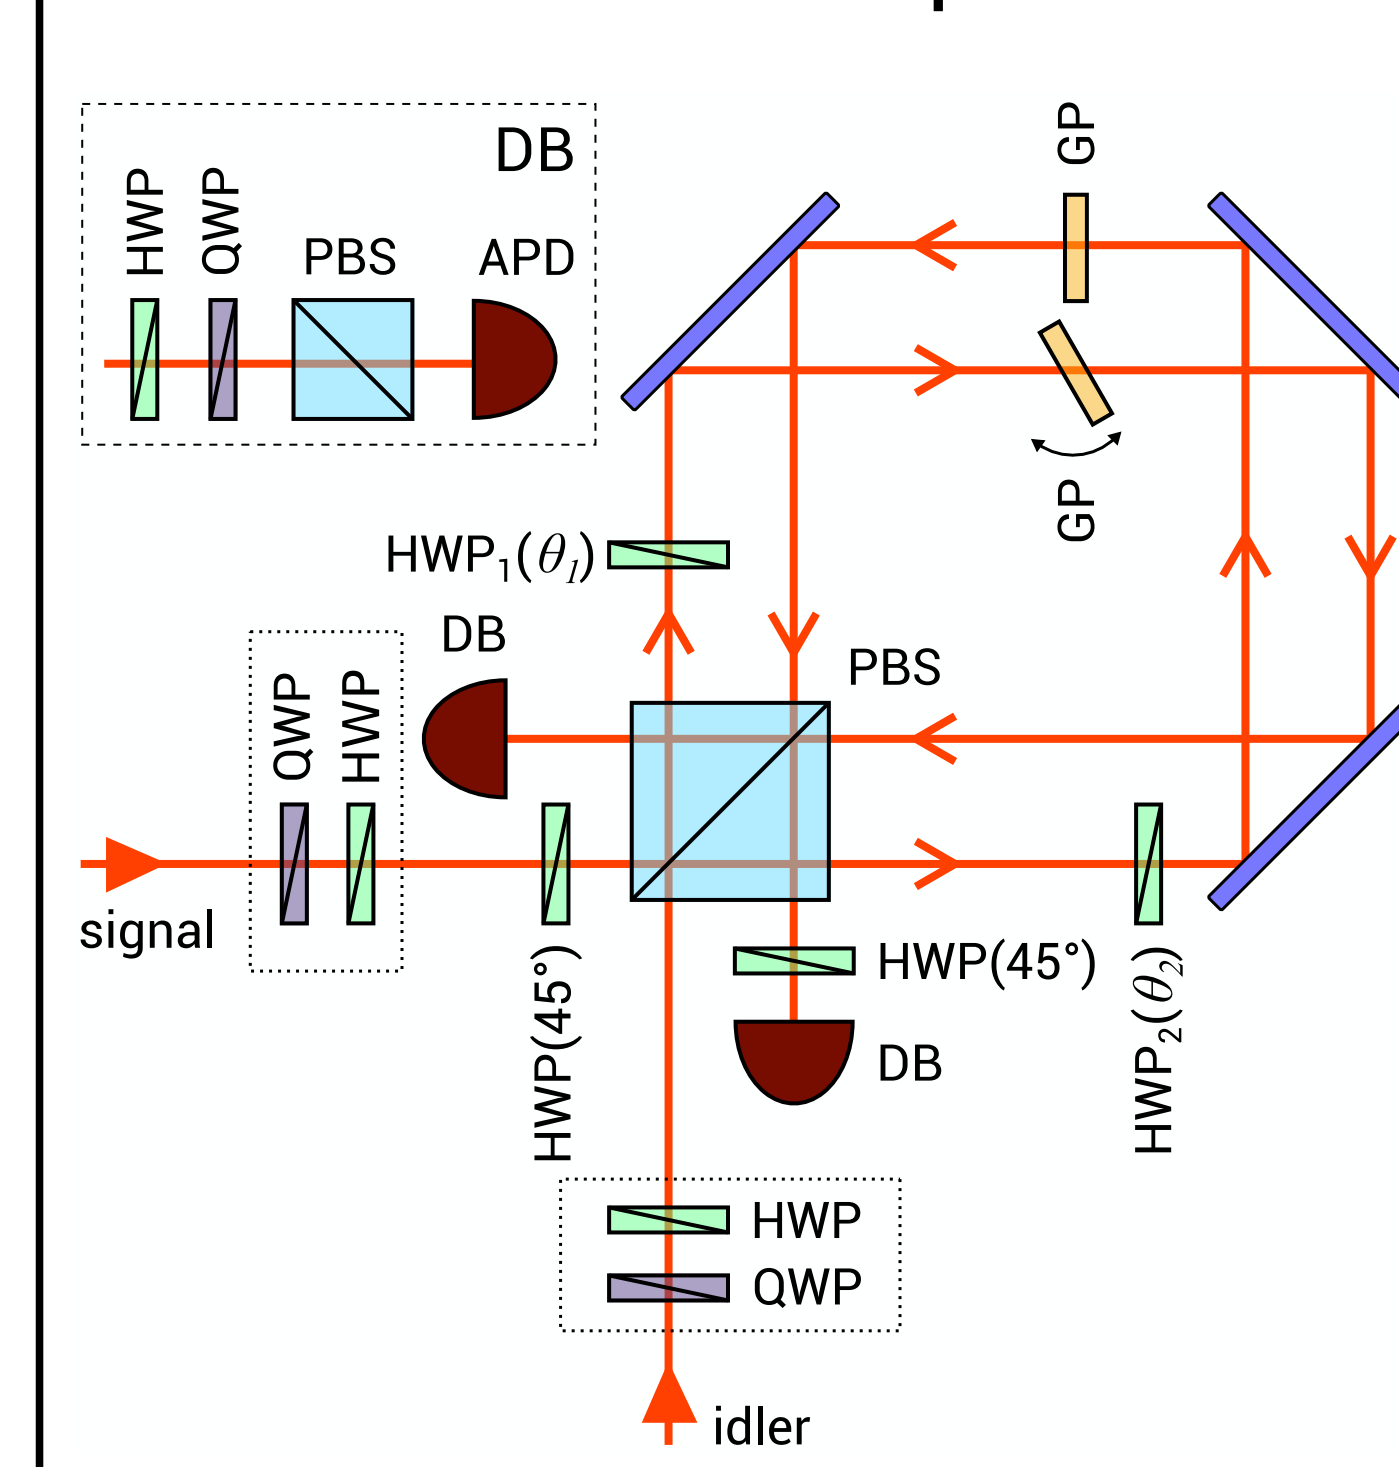 DB
HWP
QWP
PBS
APD
GP
GP
HWP₁(θ₁)
DB
PBS
QWP
HWP
signal
HWP(45°)
HWP(45°)
DB
HWP₂(θ₂)
HWP
QWP
idler